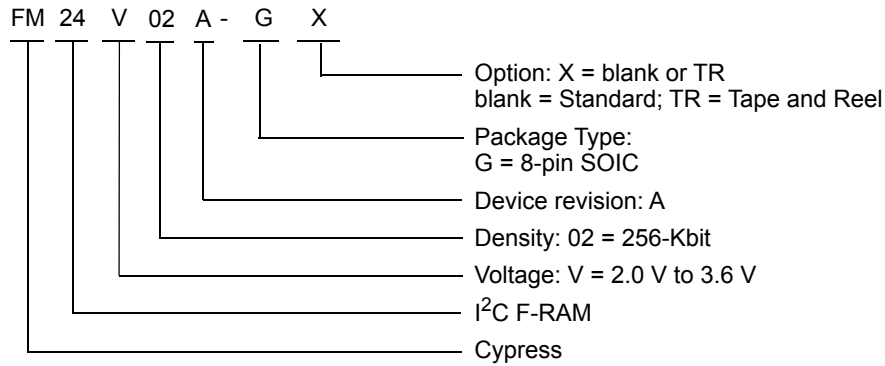 FM 24 V 02 A - G X
Option: X = blank or TR
blank = Standard; TR = Tape and Reel
Package Type:
G = 8-pin SOIC
Device revision: A
Density: 02 = 256-Kbit
Voltage: V = 2.0 V to 3.6 V
I²C F-RAM
Cypress